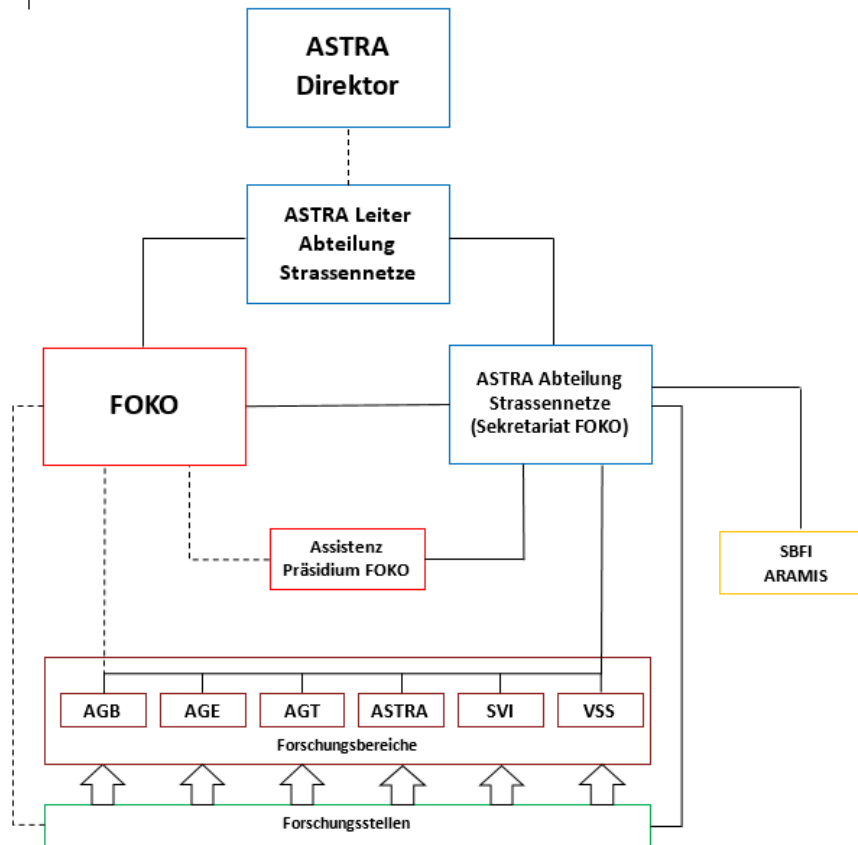 ASTRA
Direktor
ASTRA Leiter
Abteilung
Strassennetze
FOKO
ASTRA Abteilung
Strassennetze
(Sekretariat FOKO)
Assistenz
Präsidium FOKO
SBFI
ARAMIS
AGB AGE AGT ASTRA SVI VSS
Forschungsbereiche
Forschungsstellen